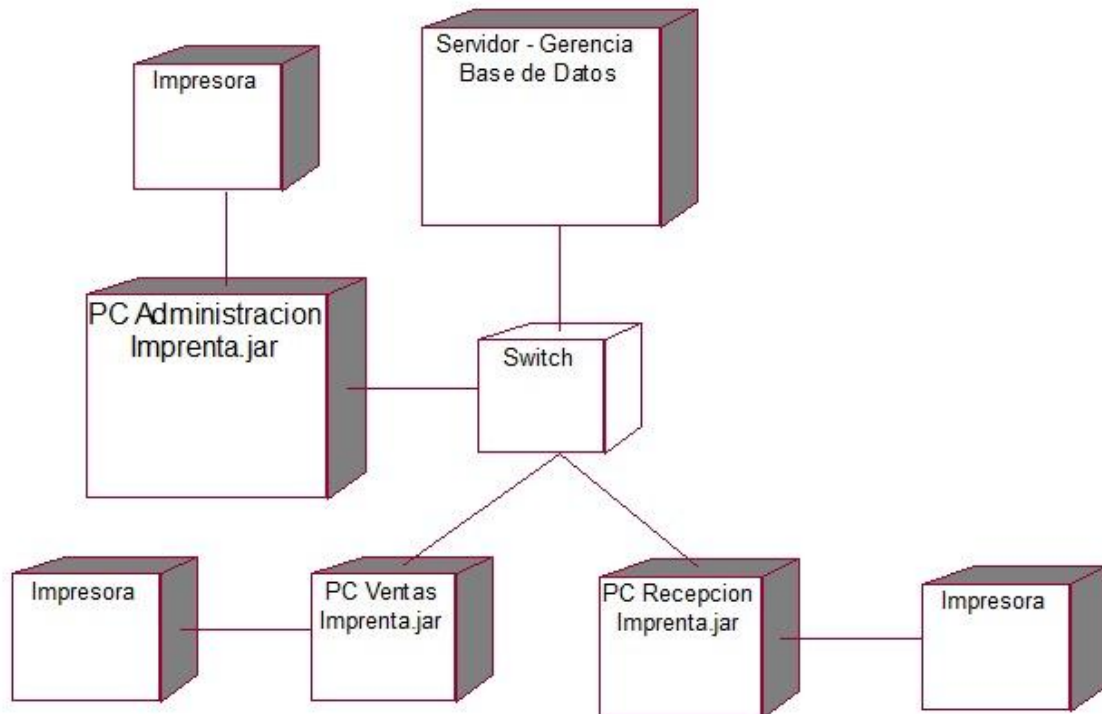 Impresora
Servidor - Gerencia
Base de Datos
PC Administracion
Imprenta.jar
Switch
Impresora
PC Ventas
Imprenta.jar
PC Recepcion
Imprenta.jar
Impresora